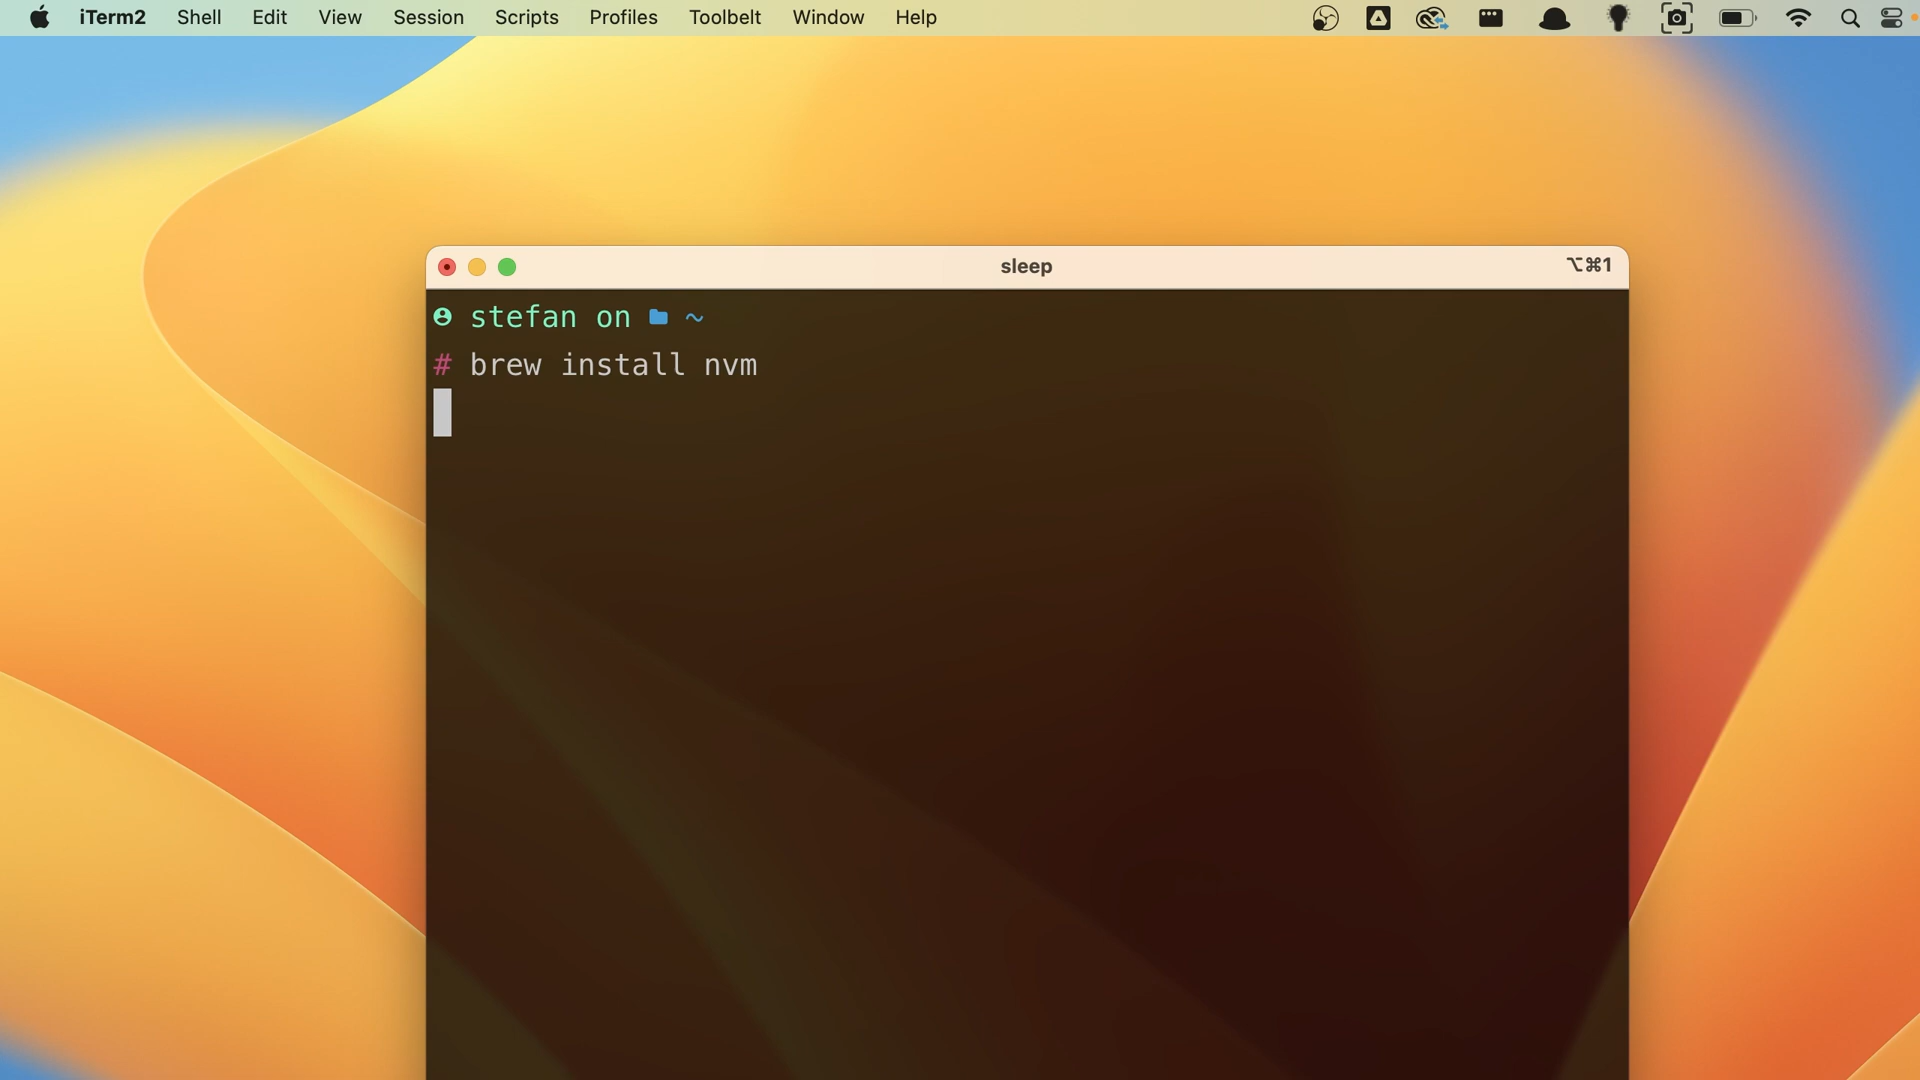 iTerm2 Shell Edit View Session Scripts Profiles Toolbelt Window Help
sleep ⌥⌘1
stefan on ~
# brew install nvm